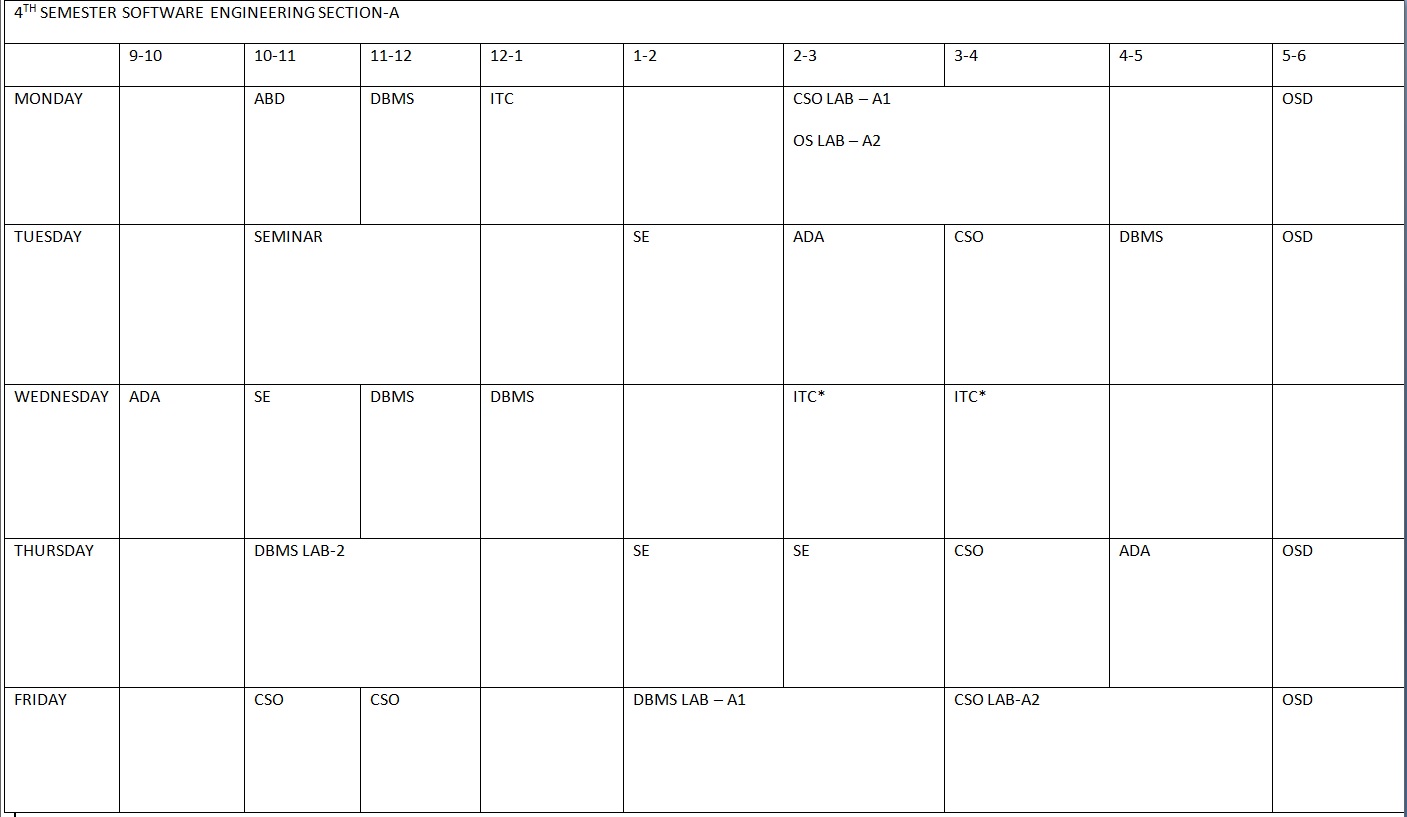 4TH SEMESTER SOFTWARE ENGINEERING SECTION-A
9-10 10-11 11-12 12-1 1-2 2-3 3-4 4-5 5-6
MONDAY ABD DBMS ITC CSO LAB – A1 OSD
OS LAB – A2
TUESDAY SEMINAR SE ADA CSO DBMS OSD
WEDNESDAY ADA SE DBMS DBMS ITC* ITC*
THURSDAY DBMS LAB-2 SE SE CSO ADA OSD
FRIDAY CSO CSO DBMS LAB – A1 CSO LAB-A2 OSD